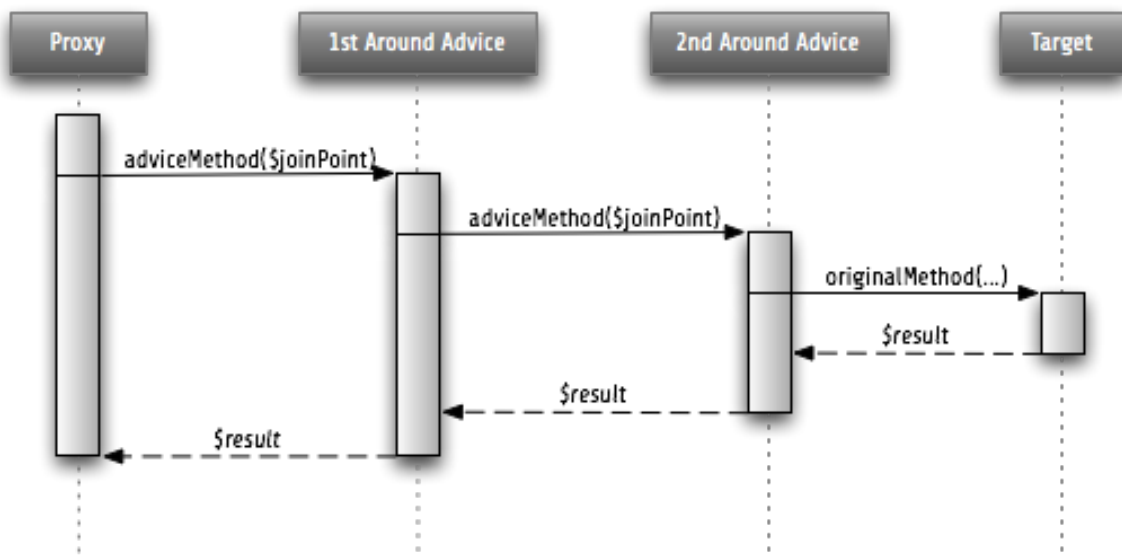 Proxy
1st Around Advice
2nd Around Advice
Target
adviceMethod($joinPoint)
adviceMethod($joinPoint)
originalMethod(...)
$result
$result
$result